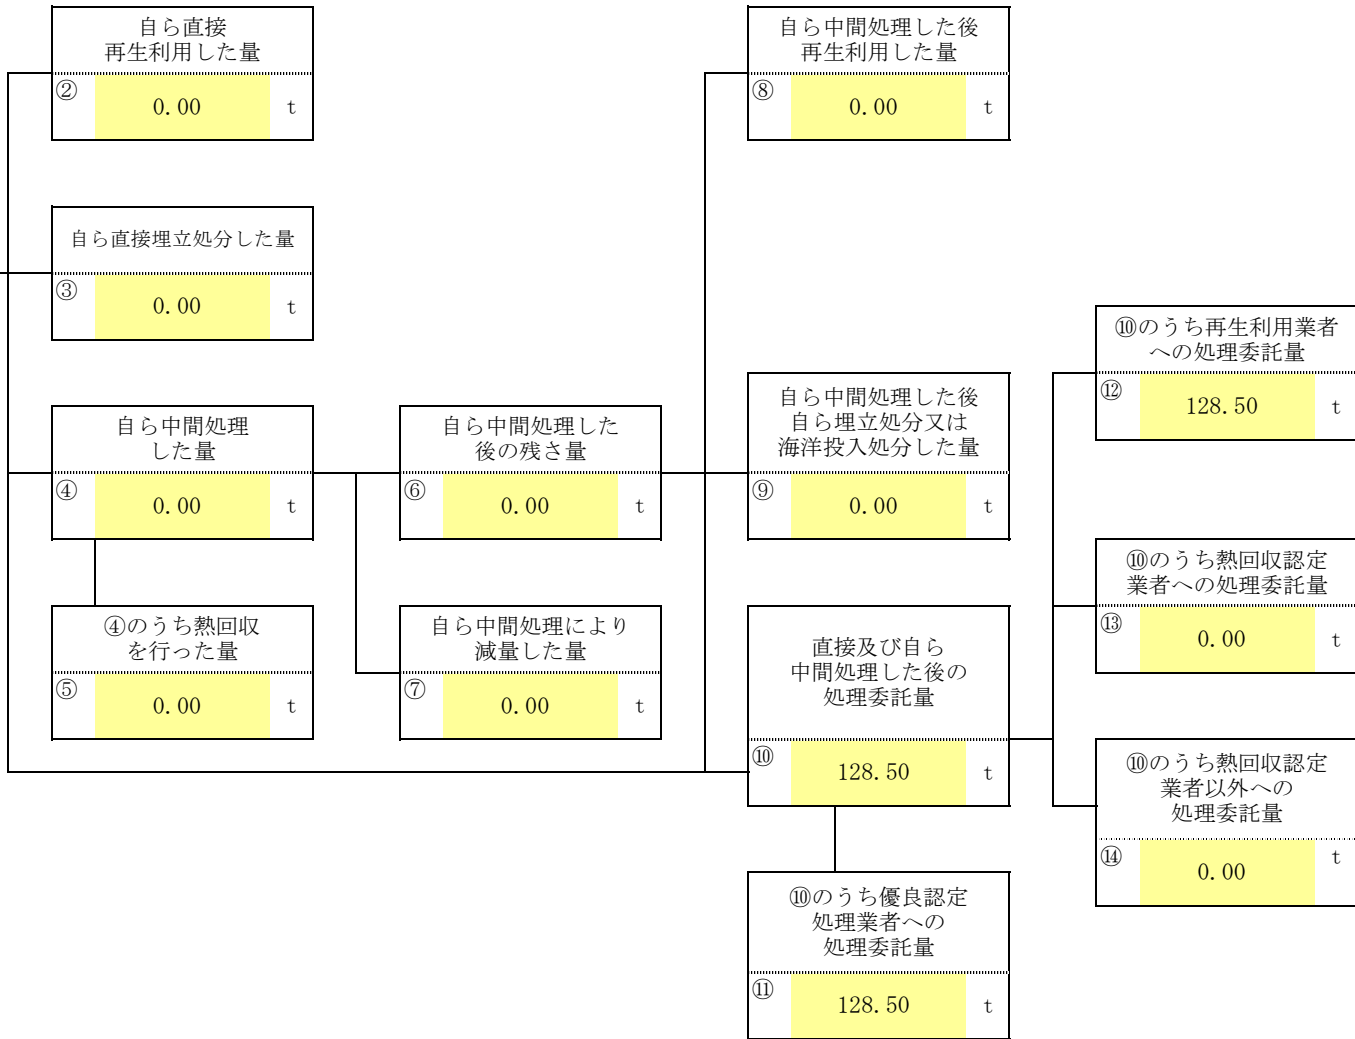 自ら直接
再生利用した量
② 0.00 t
自ら直接埋立処分した量
③ 0.00 t
自ら中間処理
した量
④ 0.00 t
④のうち熱回収
を行った量
⑤ 0.00 t
自ら中間処理した
後の残さ量
⑥ 0.00 t
自ら中間処理により
減量した量
⑦ 0.00 t
自ら中間処理した後
再生利用した量
⑧ 0.00 t
自ら中間処理した後
自ら埋立処分又は
海洋投入処分した量
⑨ 0.00 t
直接及び自ら
中間処理した後の
処理委託量
⑩ 128.50 t
⑩のうち優良認定
処理業者への
処理委託量
⑪ 128.50 t
⑩のうち再生利用業者
への処理委託量
⑫ 128.50 t
⑩のうち熱回収認定
業者への処理委託量
⑬ 0.00 t
⑩のうち熱回収認定
業者以外への
処理委託量
⑭ 0.00 t